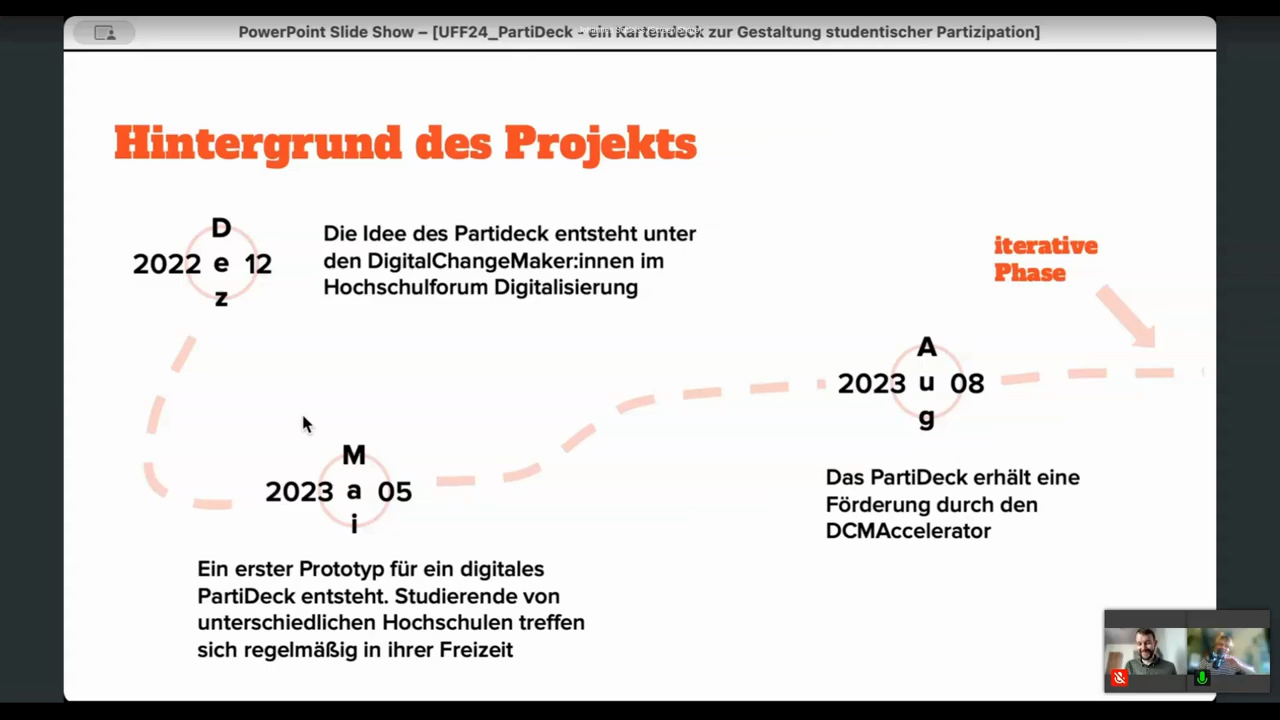 PowerPoint Slide Show – [UFF24_PartiDeck - ein Kartendeck zur Gestaltung studentischer Partizipation]
Hintergrund des Projekts
2022 Dez 12
Die Idee des Partideck entsteht unter
den DigitalChangeMaker:innen im
Hochschulforum Digitalisierung
iterative
Phase
2023 Aug 08
2023 Mai 05
Das PartiDeck erhält eine
Förderung durch den
DCMAccelerator
Ein erster Prototyp für ein digitales
PartiDeck entsteht. Studierende von
unterschiedlichen Hochschulen treffen
sich regelmäßig in ihrer Freizeit